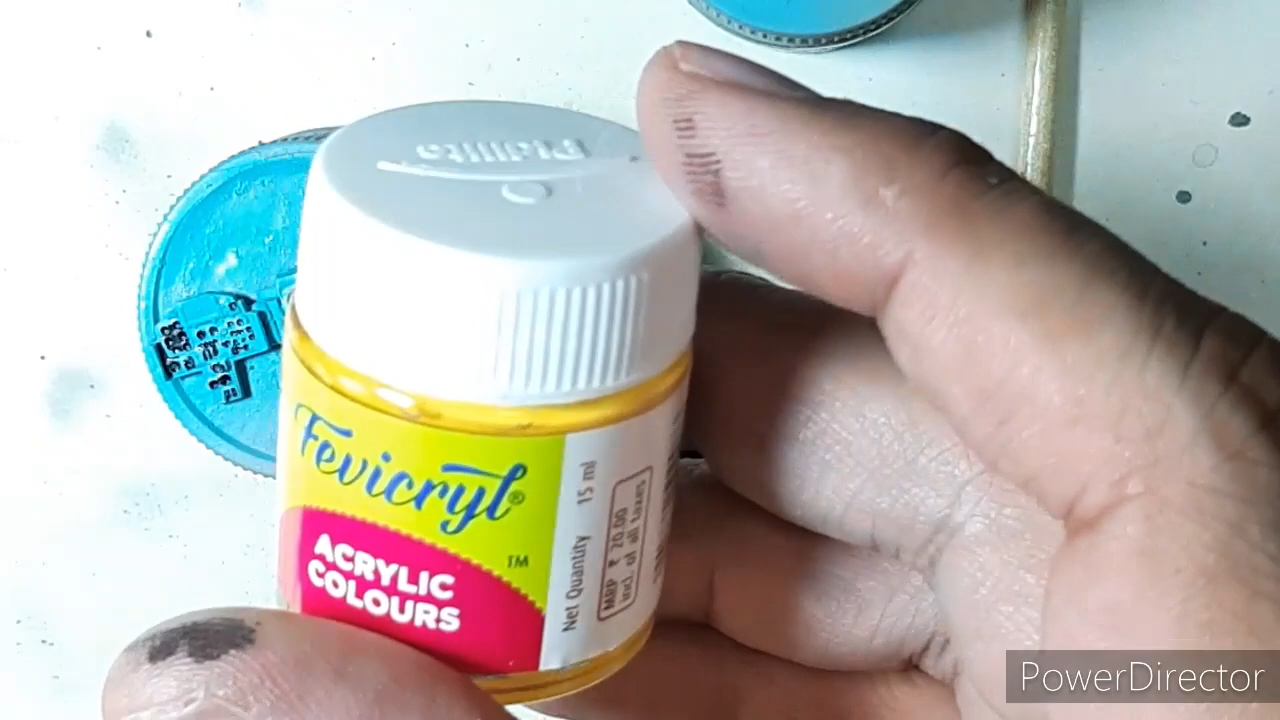 Pidilite
Fevicryl®
™
ACRYLIC
COLOURS
Net Quantity 15 ml
MRP ₹ 20.00
incl. of all taxes
PowerDirector